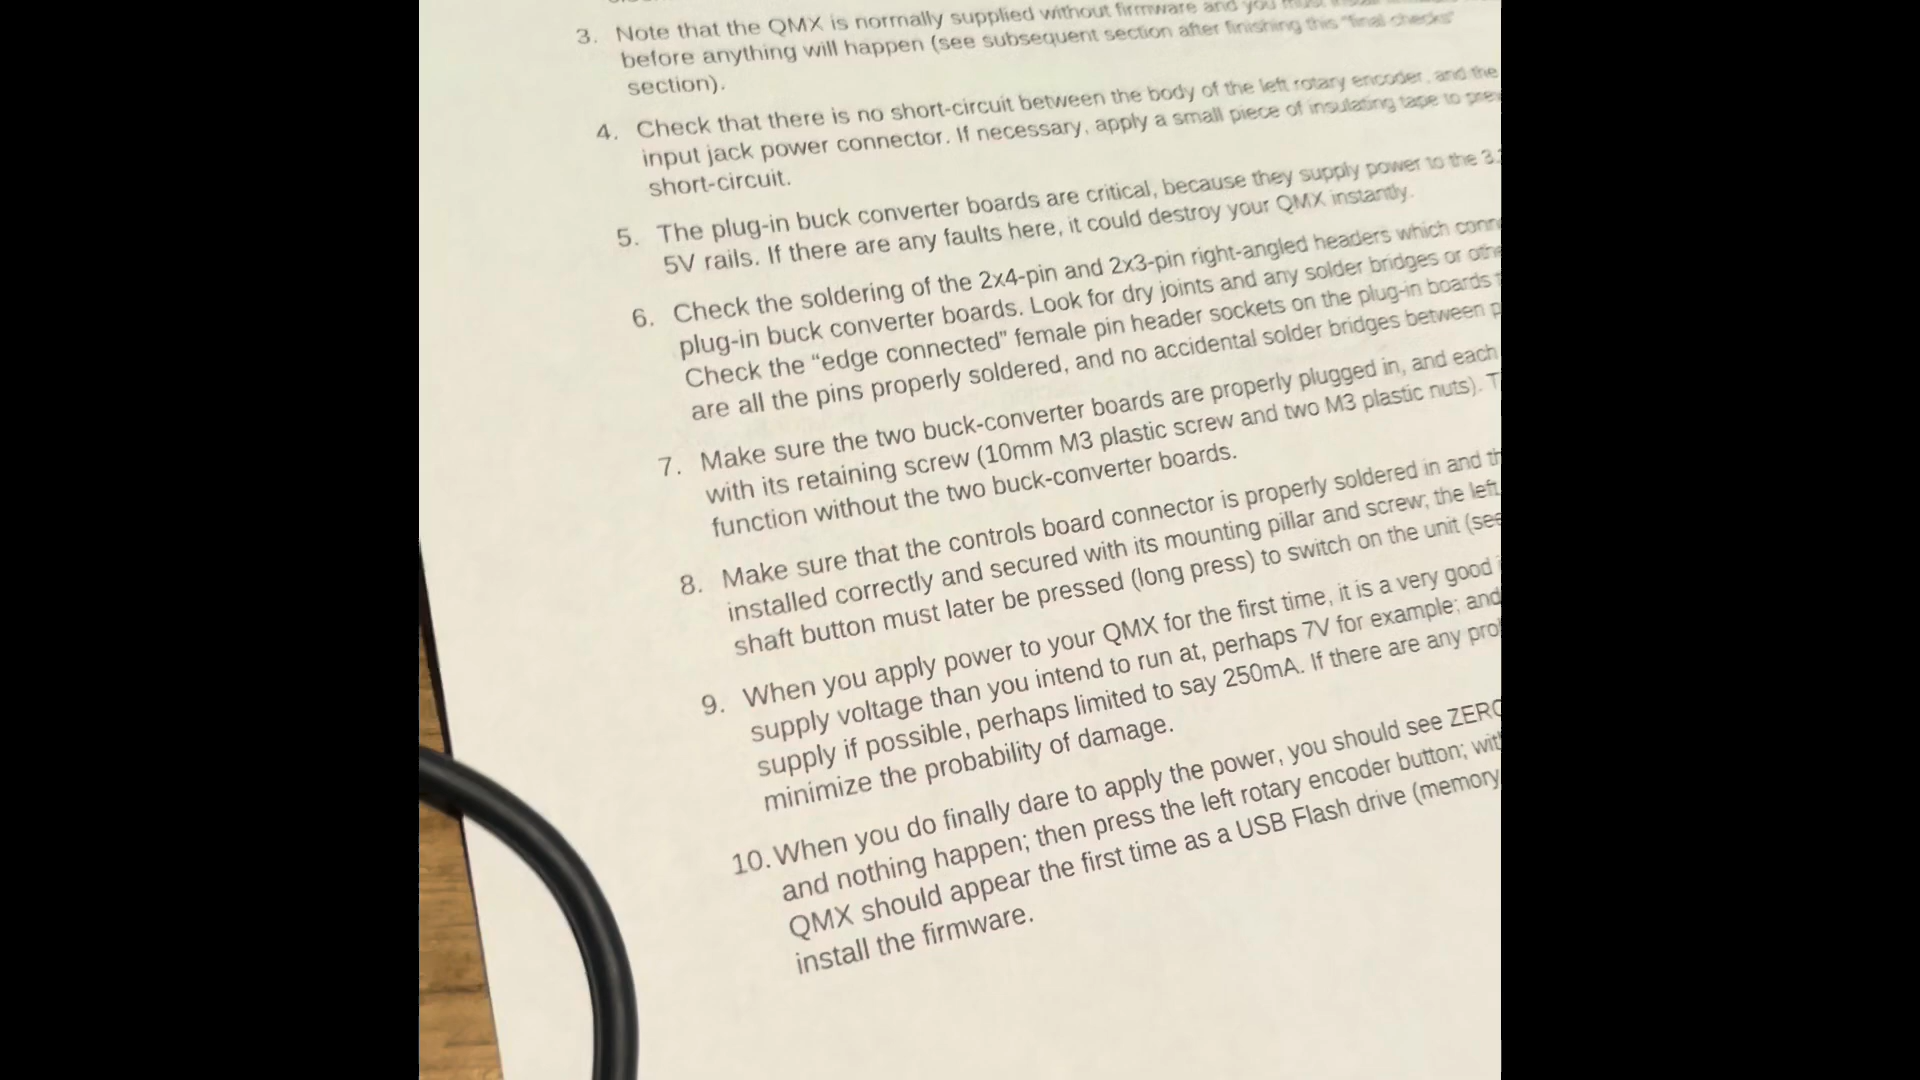 3. Note that the QMX is normally supplied without firmware and you must install
before anything will happen (see subsequent section after finishing this "final checks"
section).
4. Check that there is no short-circuit between the body of the left rotary encoder, and the
input jack power connector. If necessary, apply a small piece of insulating tape to prev
short-circuit.
5. The plug-in buck converter boards are critical, because they supply power to the 3.
5V rails. If there are any faults here, it could destroy your QMX instantly.
6. Check the soldering of the 2x4-pin and 2x3-pin right-angled headers which conn
plug-in buck converter boards. Look for dry joints and any solder bridges or othe
Check the “edge connected” female pin header sockets on the plug-in boards
are all the pins properly soldered, and no accidental solder bridges between p
7. Make sure the two buck-converter boards are properly plugged in, and each
with its retaining screw (10mm M3 plastic screw and two M3 plastic nuts). T
function without the two buck-converter boards.
8. Make sure that the controls board connector is properly soldered in and th
installed correctly and secured with its mounting pillar and screw; the left
shaft button must later be pressed (long press) to switch on the unit (see
9. When you apply power to your QMX for the first time, it is a very good
supply voltage than you intend to run at, perhaps 7V for example; and
supply if possible, perhaps limited to say 250mA. If there are any pro
minimize the probability of damage.
10. When you do finally dare to apply the power, you should see ZERO
and nothing happen; then press the left rotary encoder button; wit
QMX should appear the first time as a USB Flash drive (memory
install the firmware.